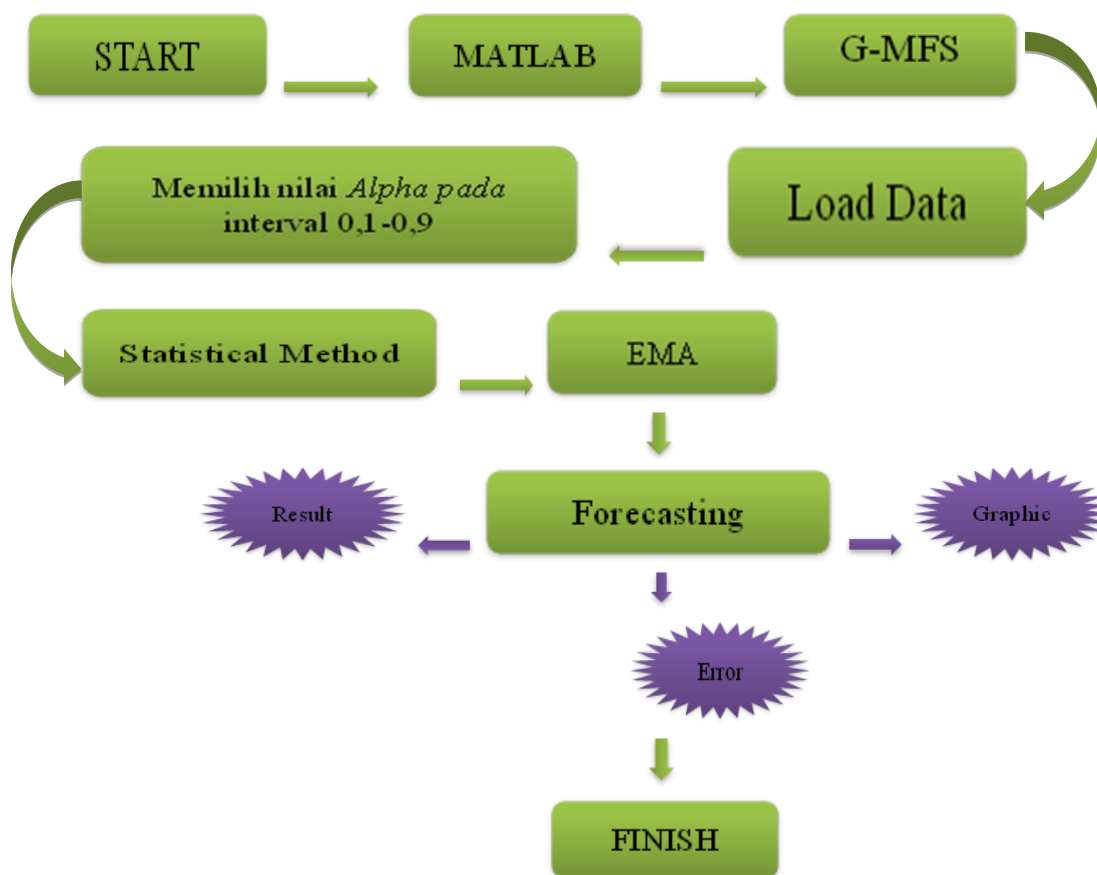 START
MATLAB
G-MFS
Load Data
Memilih nilai Alpha pada
interval 0,1-0,9
Statistical Method
EMA
Forecasting
Result
Graphic
Error
FINISH